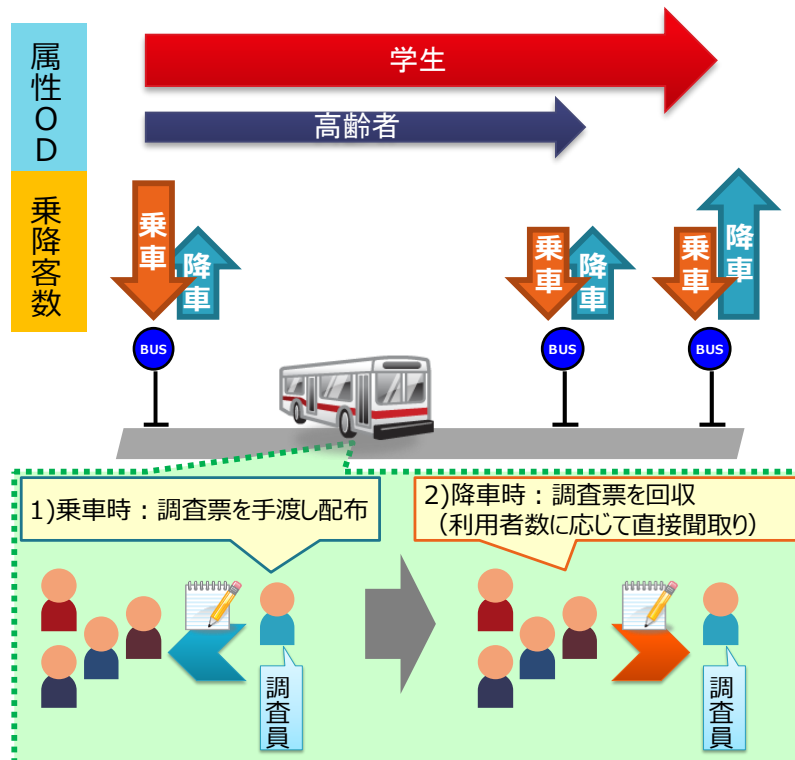 属性OD
学生
高齢者
乗降客数
乗車
降車
乗車
降車
乗車
降車
BUS
BUS
BUS
1)乗車時：調査票を手渡し配布
2)降車時：調査票を回収
（利用者数に応じて直接聞取り）
調査員
調査員